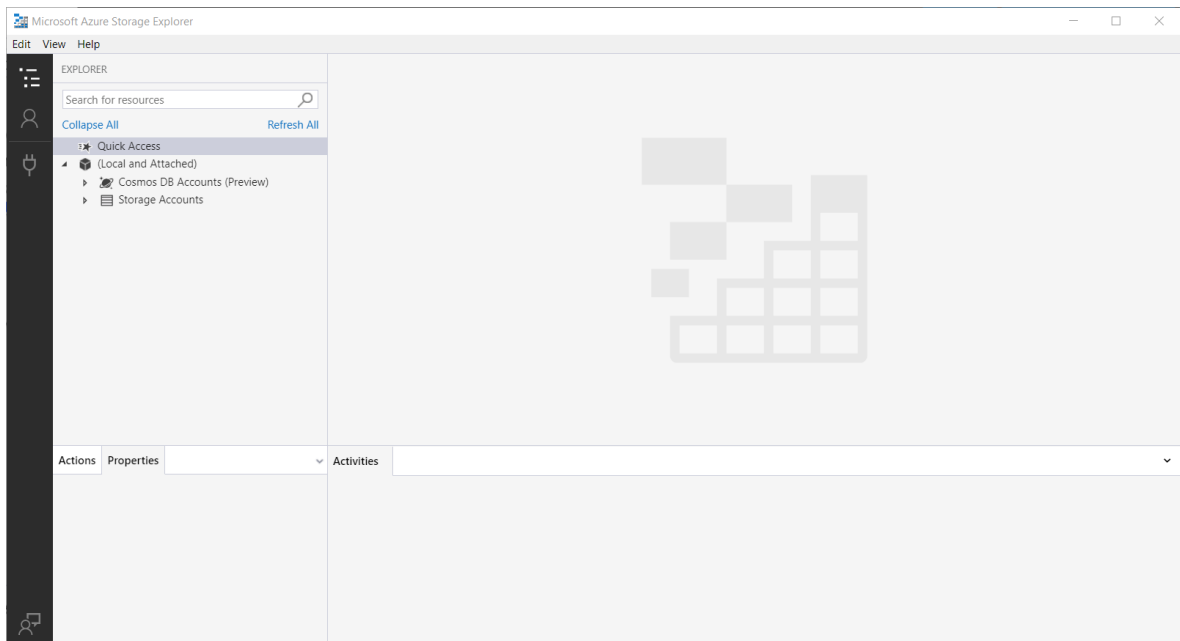 Microsoft Azure Storage Explorer
Edit View Help
EXPLORER
Search for resources
Collapse All Refresh All
Quick Access
(Local and Attached)
Cosmos DB Accounts (Preview)
Storage Accounts
Actions Properties
Activities